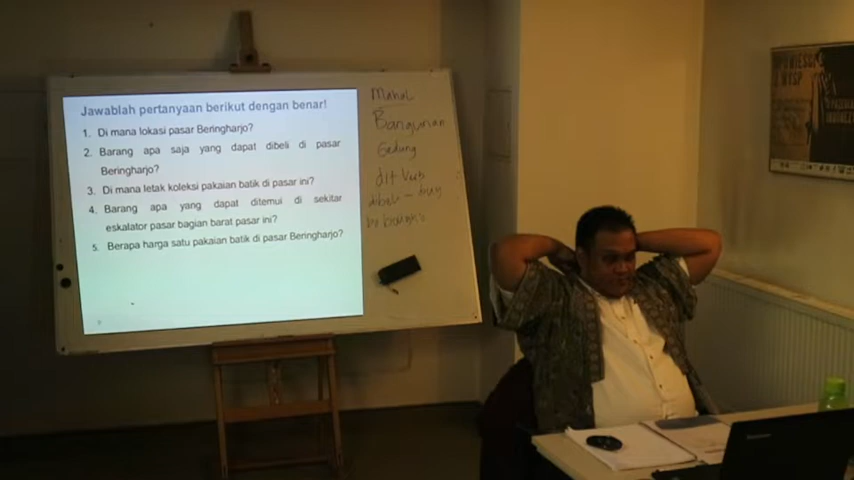 Jawablah pertanyaan berikut dengan benar!
1. Di mana lokasi pasar Beringharjo?
2. Barang apa saja yang dapat dibeli di pasar
Beringharjo?
3. Di mana letak koleksi pakaian batik di pasar ini?
4. Barang apa yang dapat ditemui di sekitar
eskalator pasar bagian barat pasar ini?
5. Berapa harga satu pakaian batik di pasar Beringharjo?
Mahal
Bangunan
Gedung
di + Verb
dibeli